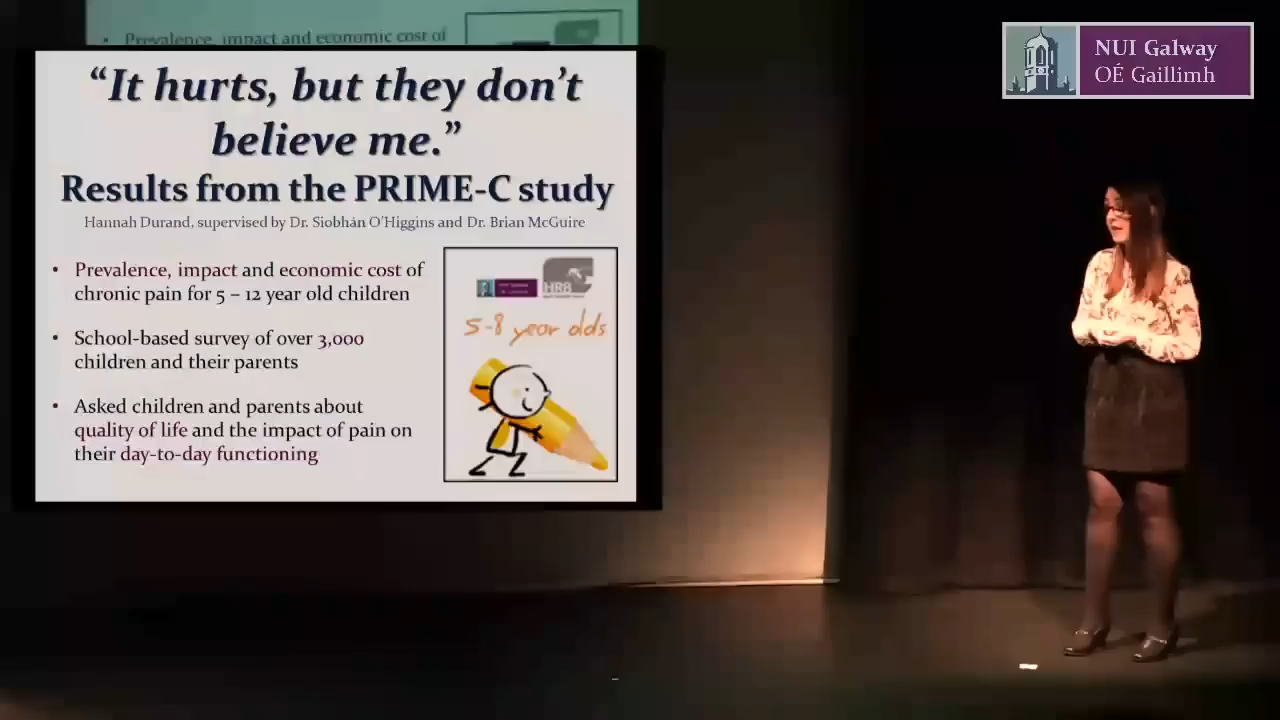 Prevalence, impact and economic cost of
“It hurts, but they don’t
believe me.”
Results from the PRIME-C study
Hannah Durand, supervised by Dr. Siobhán O’Higgins and Dr. Brian McGuire
• Prevalence, impact and economic cost of
chronic pain for 5 – 12 year old children
• School-based survey of over 3,000
children and their parents
• Asked children and parents about
quality of life and the impact of pain on
their day-to-day functioning
HRB
5-8 year olds
NUI Galway
OÉ Gaillimh